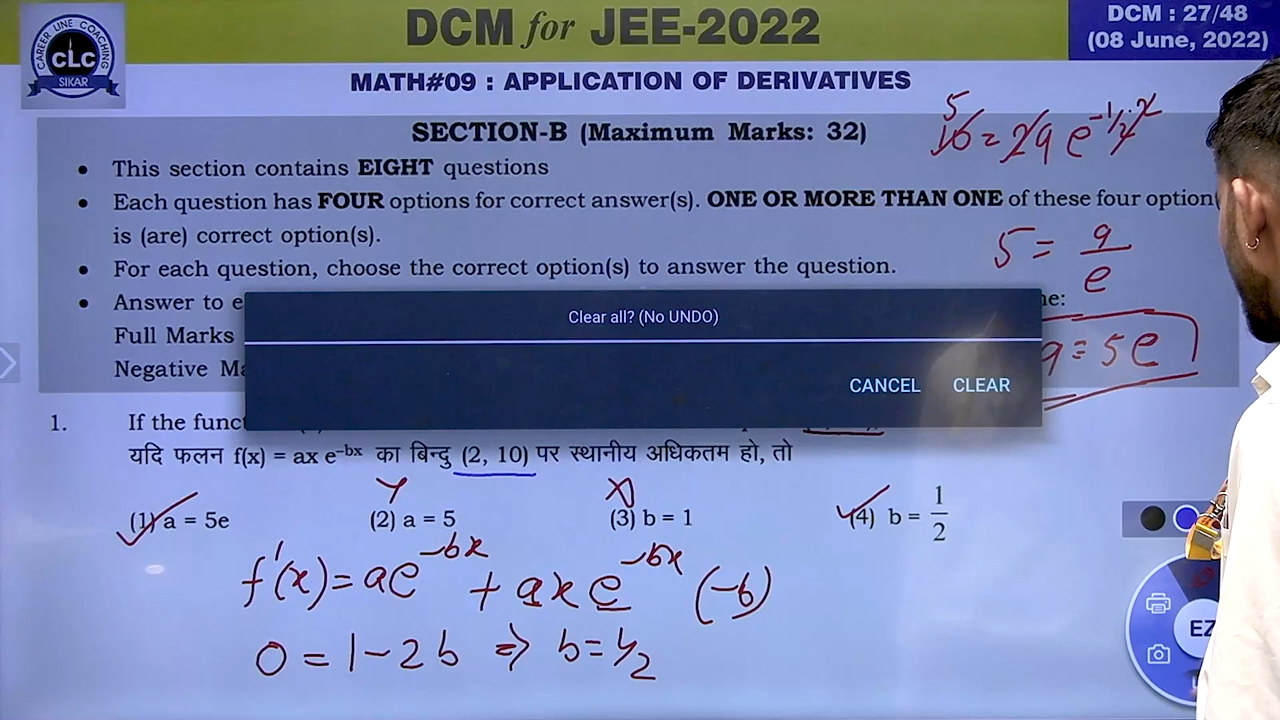 DCM for JEE-2022
DCM : 27/48
(08 June, 2022)
CAREER LINE COACHING
CLC
SIKAR
MATH#09 : APPLICATION OF DERIVATIVES
SECTION-B (Maximum Marks: 32)
5
10 = 2a e^-1/2·2
• This section contains EIGHT questions
• Each question has FOUR options for correct answer(s). ONE OR MORE THAN ONE of these four option
is (are) correct option(s).
5 = a/e
• For each question, choose the correct option(s) to answer the question.
• Answer to e
Full Marks
a = 5e
Negative Ma
Clear all? (No UNDO)
CANCEL CLEAR
1. If the funct
यदि फलन f(x) = ax e^-bx का बिन्दु (2, 10) पर स्थानीय अधिकतम हो, तो
(1) a = 5e (2) a = 5 (3) b = 1 (4) b = 1/2
f'(x) = ae^-bx + axe^-bx (-b)
0 = 1 - 2b ⇒ b = 1/2
EZ